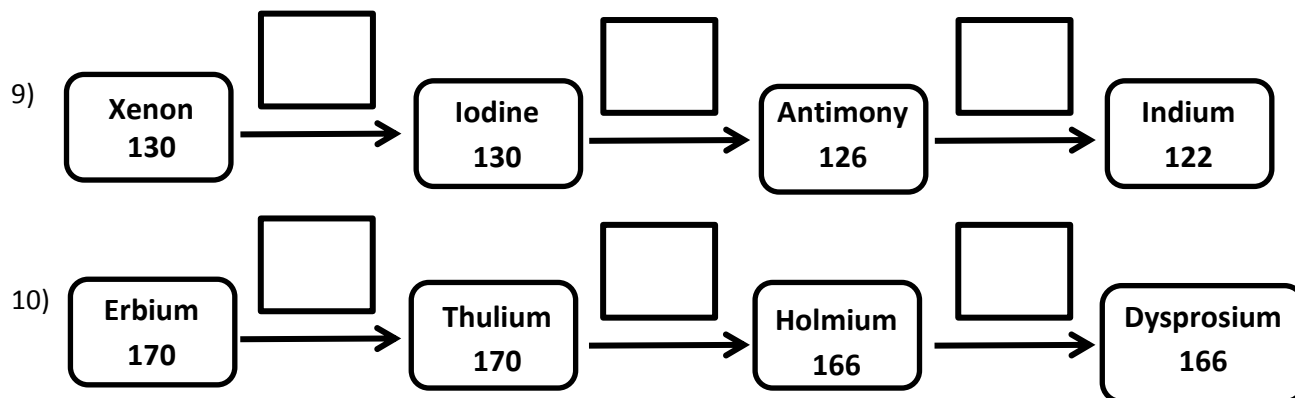 9)
Xenon
130
Iodine
130
Antimony
126
Indium
122
10)
Erbium
170
Thulium
170
Holmium
166
Dysprosium
166